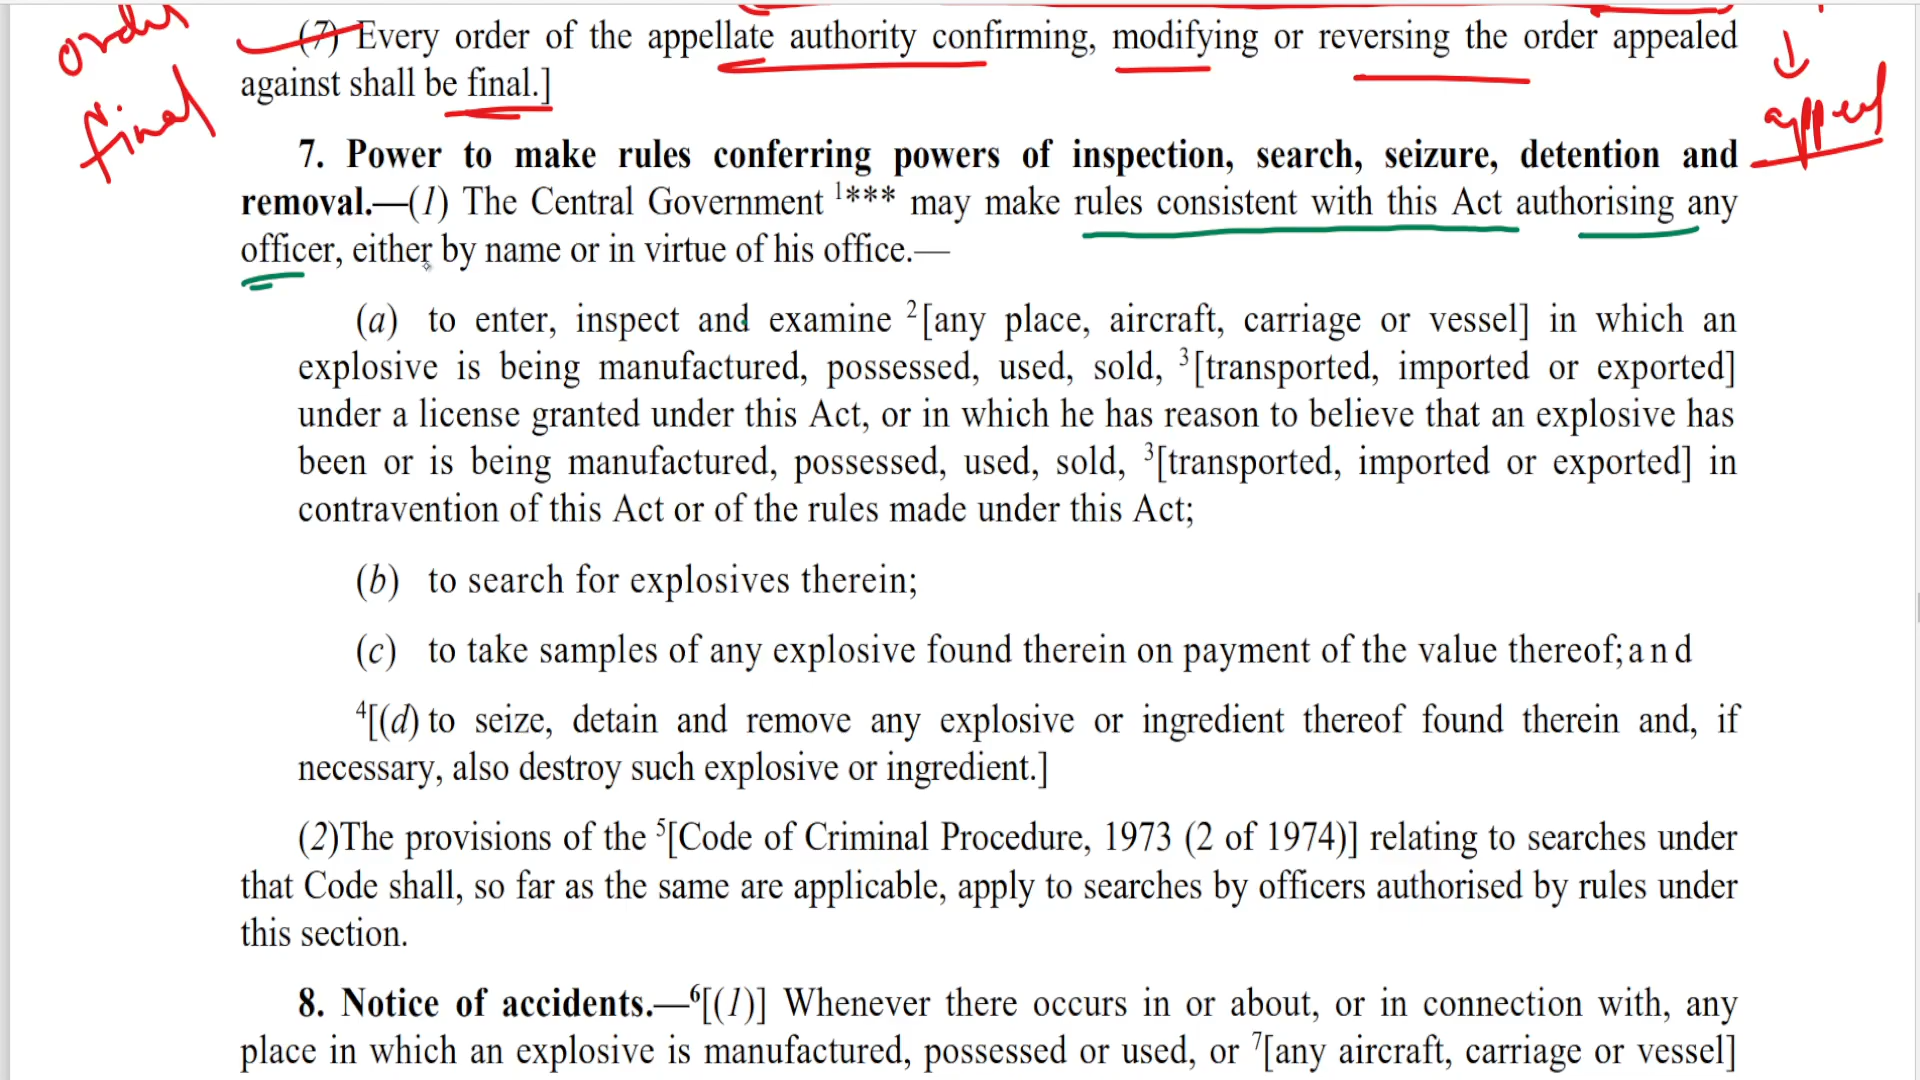 order
final
(7) Every order of the appellate authority confirming, modifying or reversing the order appealed
against shall be final.]
appeal
7. Power to make rules conferring powers of inspection, search, seizure, detention and
removal.—(1) The Central Government ¹*** may make rules consistent with this Act authorising any
officer, either by name or in virtue of his office.—
(a) to enter, inspect and examine ²[any place, aircraft, carriage or vessel] in which an
explosive is being manufactured, possessed, used, sold, ³[transported, imported or exported]
under a license granted under this Act, or in which he has reason to believe that an explosive has
been or is being manufactured, possessed, used, sold, ³[transported, imported or exported] in
contravention of this Act or of the rules made under this Act;
(b) to search for explosives therein;
(c) to take samples of any explosive found therein on payment of the value thereof;and
⁴[(d) to seize, detain and remove any explosive or ingredient thereof found therein and, if
necessary, also destroy such explosive or ingredient.]
(2)The provisions of the ⁵[Code of Criminal Procedure, 1973 (2 of 1974)] relating to searches under
that Code shall, so far as the same are applicable, apply to searches by officers authorised by rules under
this section.
8. Notice of accidents.—⁶[(1)] Whenever there occurs in or about, or in connection with, any
place in which an explosive is manufactured, possessed or used, or ⁷[any aircraft, carriage or vessel]